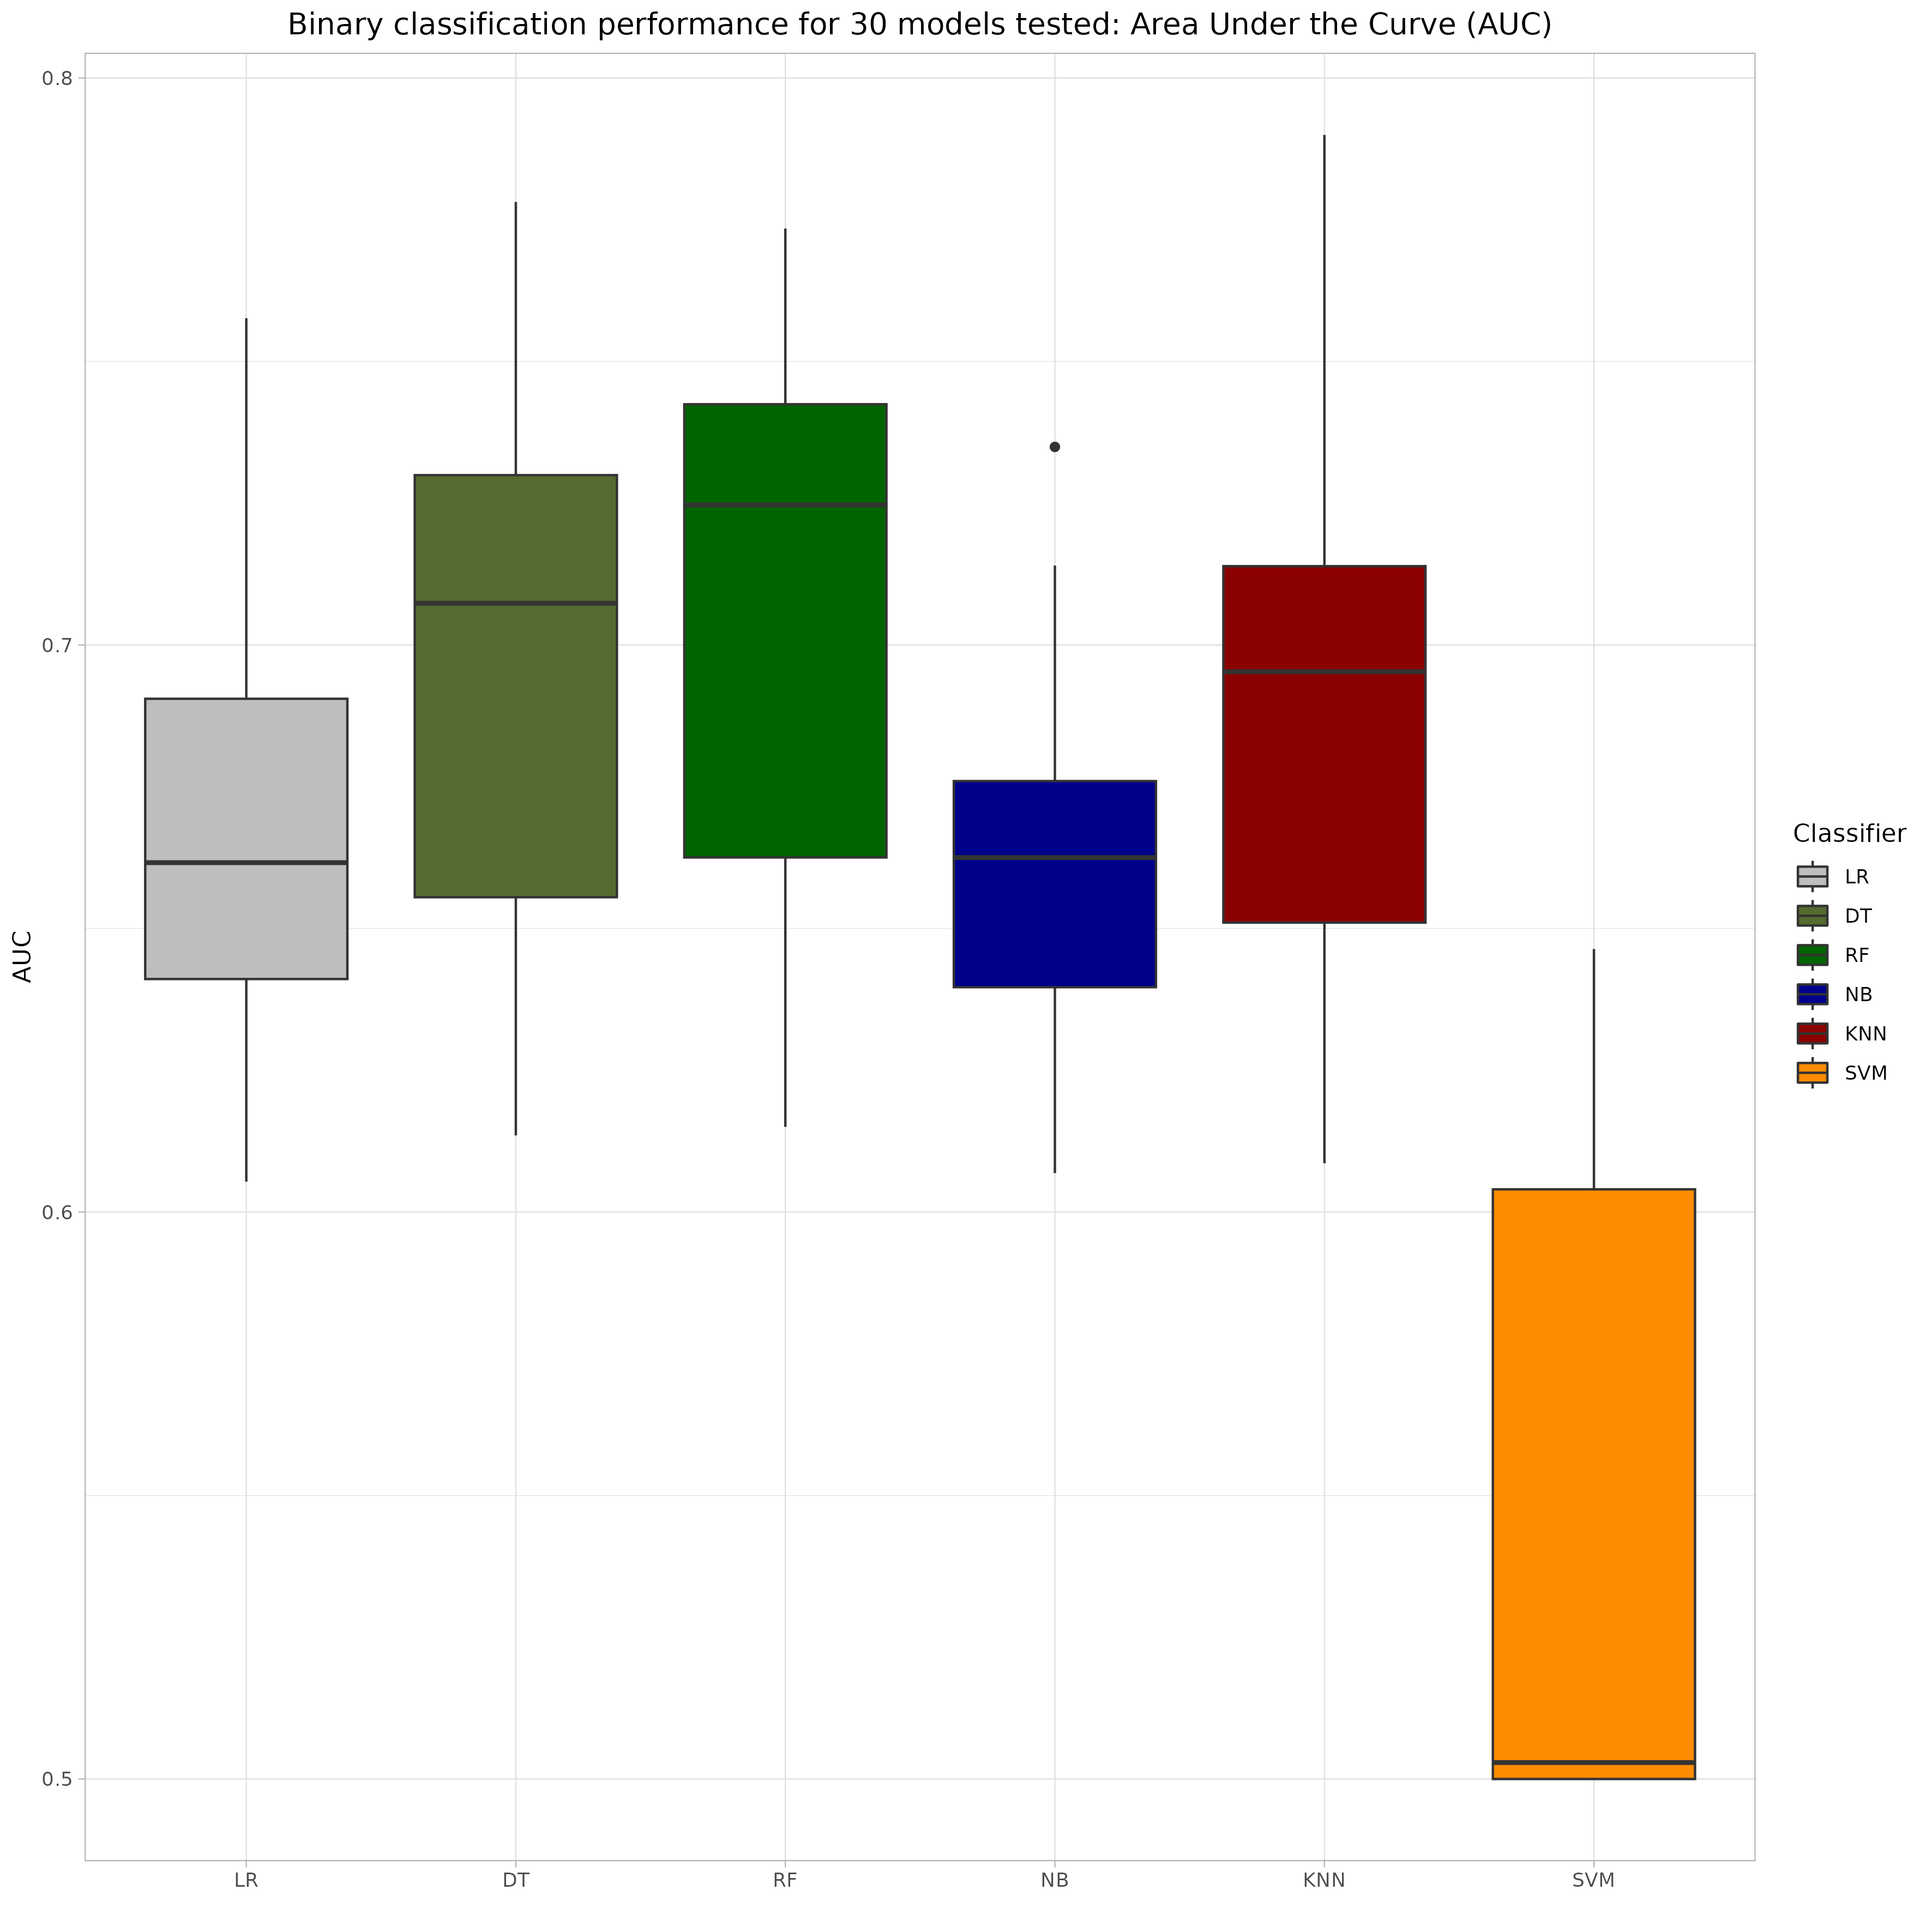 Binary classification performance for 30 models tested: Area Under the Curve (AUC)
0.8
0.7
0.6
0.5
AUC
LR
DT
RF
NB
KNN
SVM
Classifier
LR
DT
RF
NB
KNN
SVM